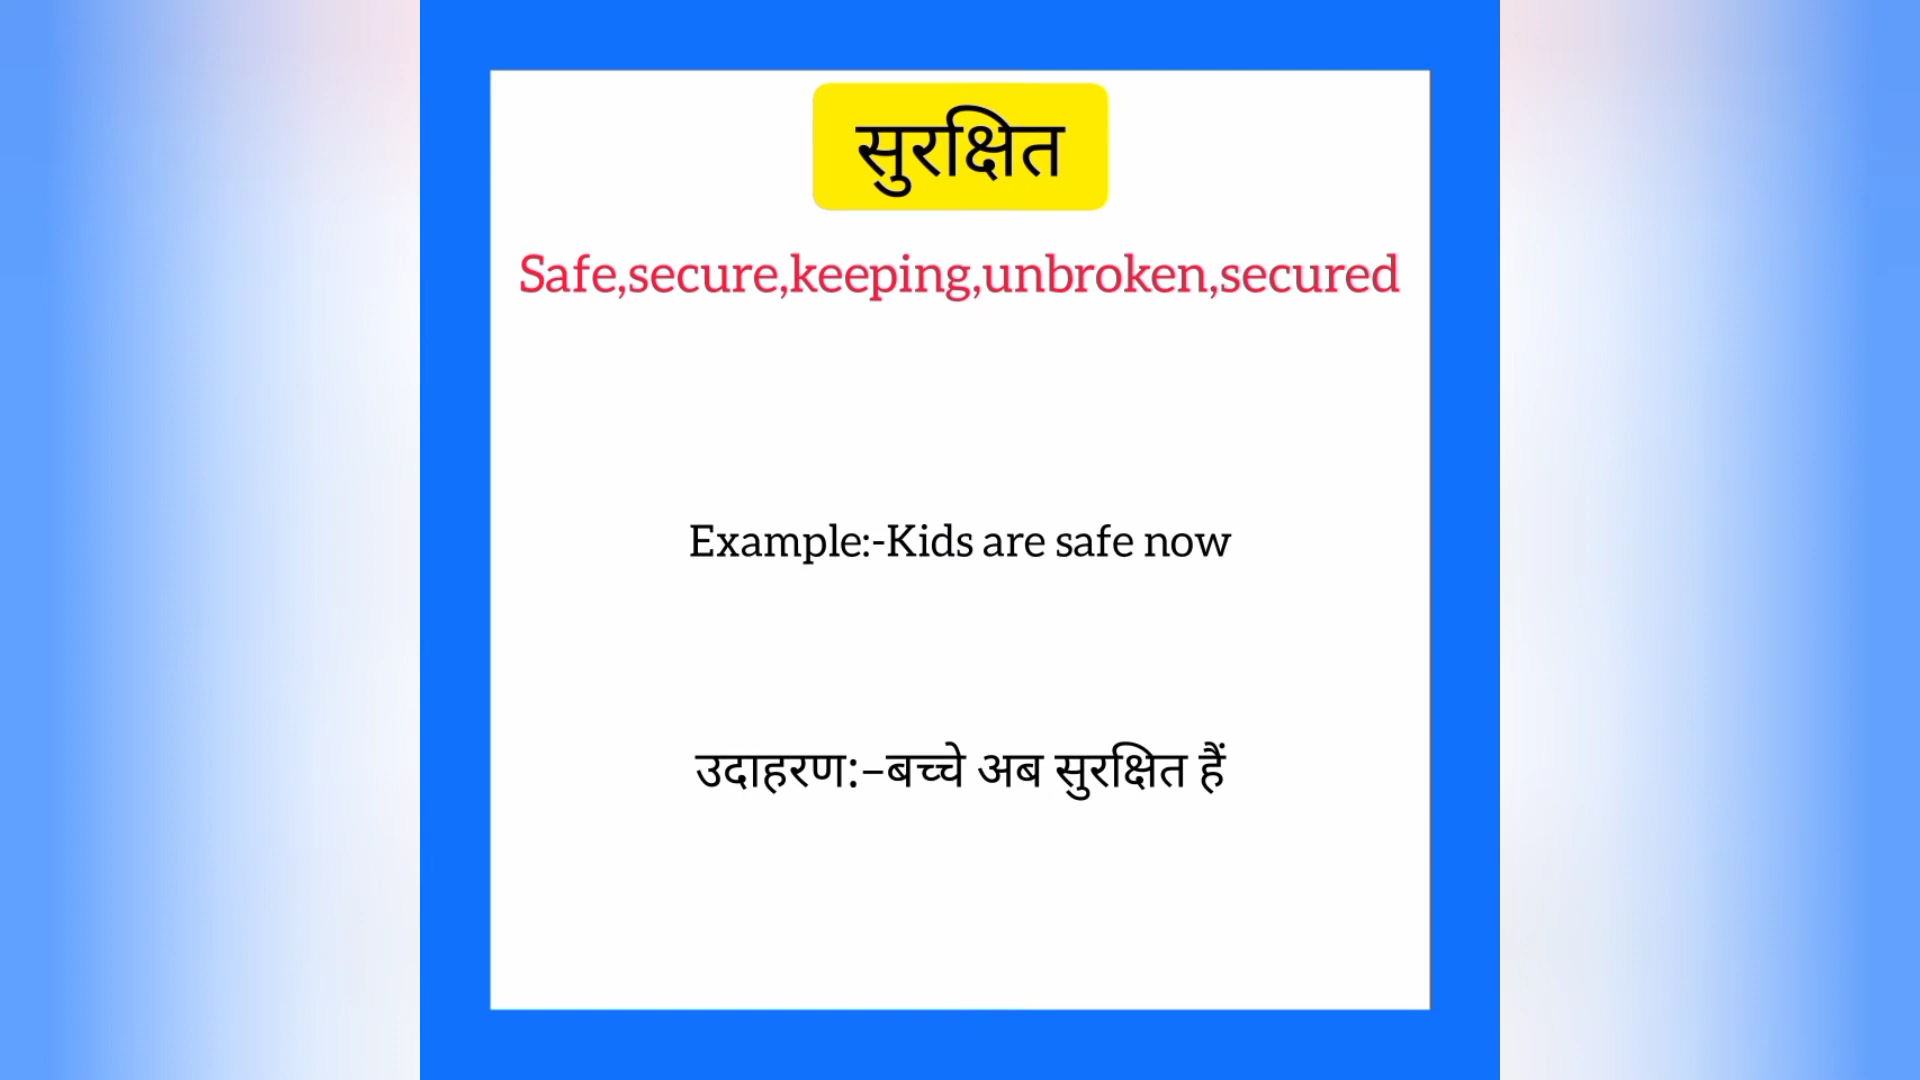 सुरक्षित
Safe,secure,keeping,unbroken,secured
Example:-Kids are safe now
उदाहरण:–बच्चे अब सुरक्षित हैं